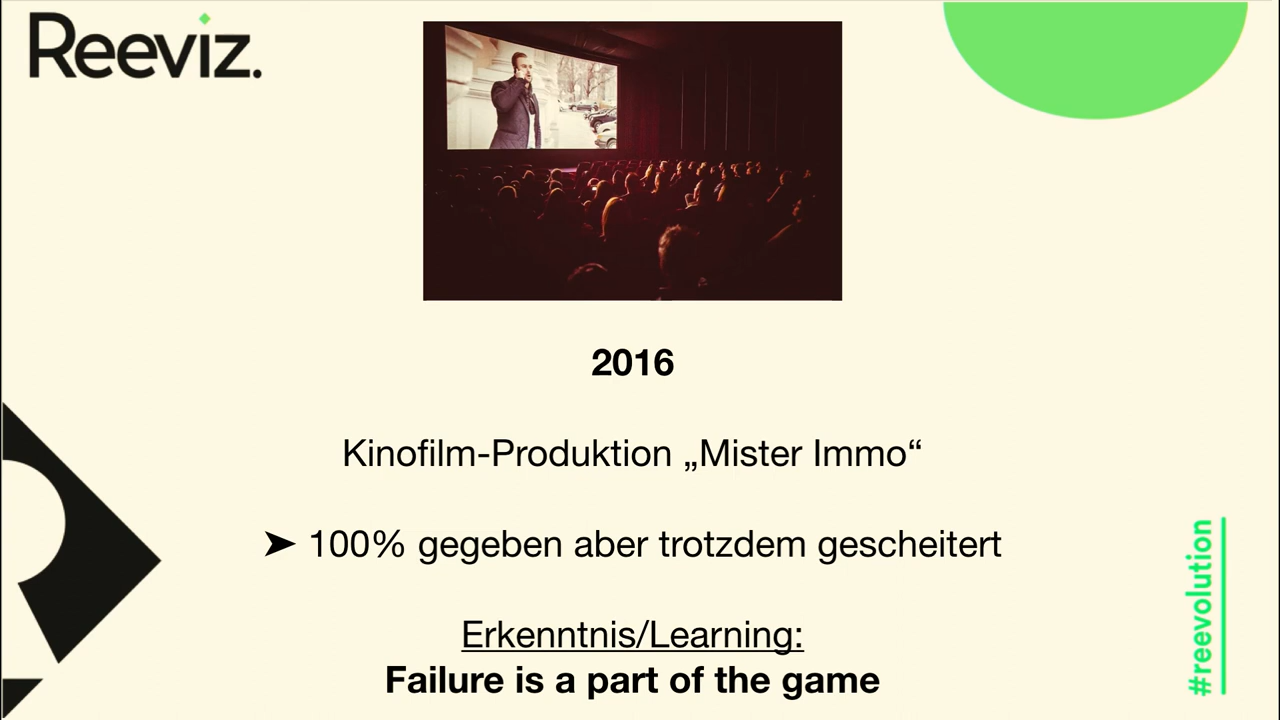 Reeviz.
2016
Kinofilm-Produktion „Mister Immo“
➤ 100% gegeben aber trotzdem gescheitert
Erkenntnis/Learning:
Failure is a part of the game
#reevolution